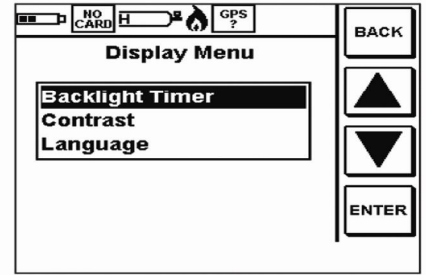 NO CARD
H
GPS ?
BACK
Display Menu
Backlight Timer
Contrast
Language
ENTER